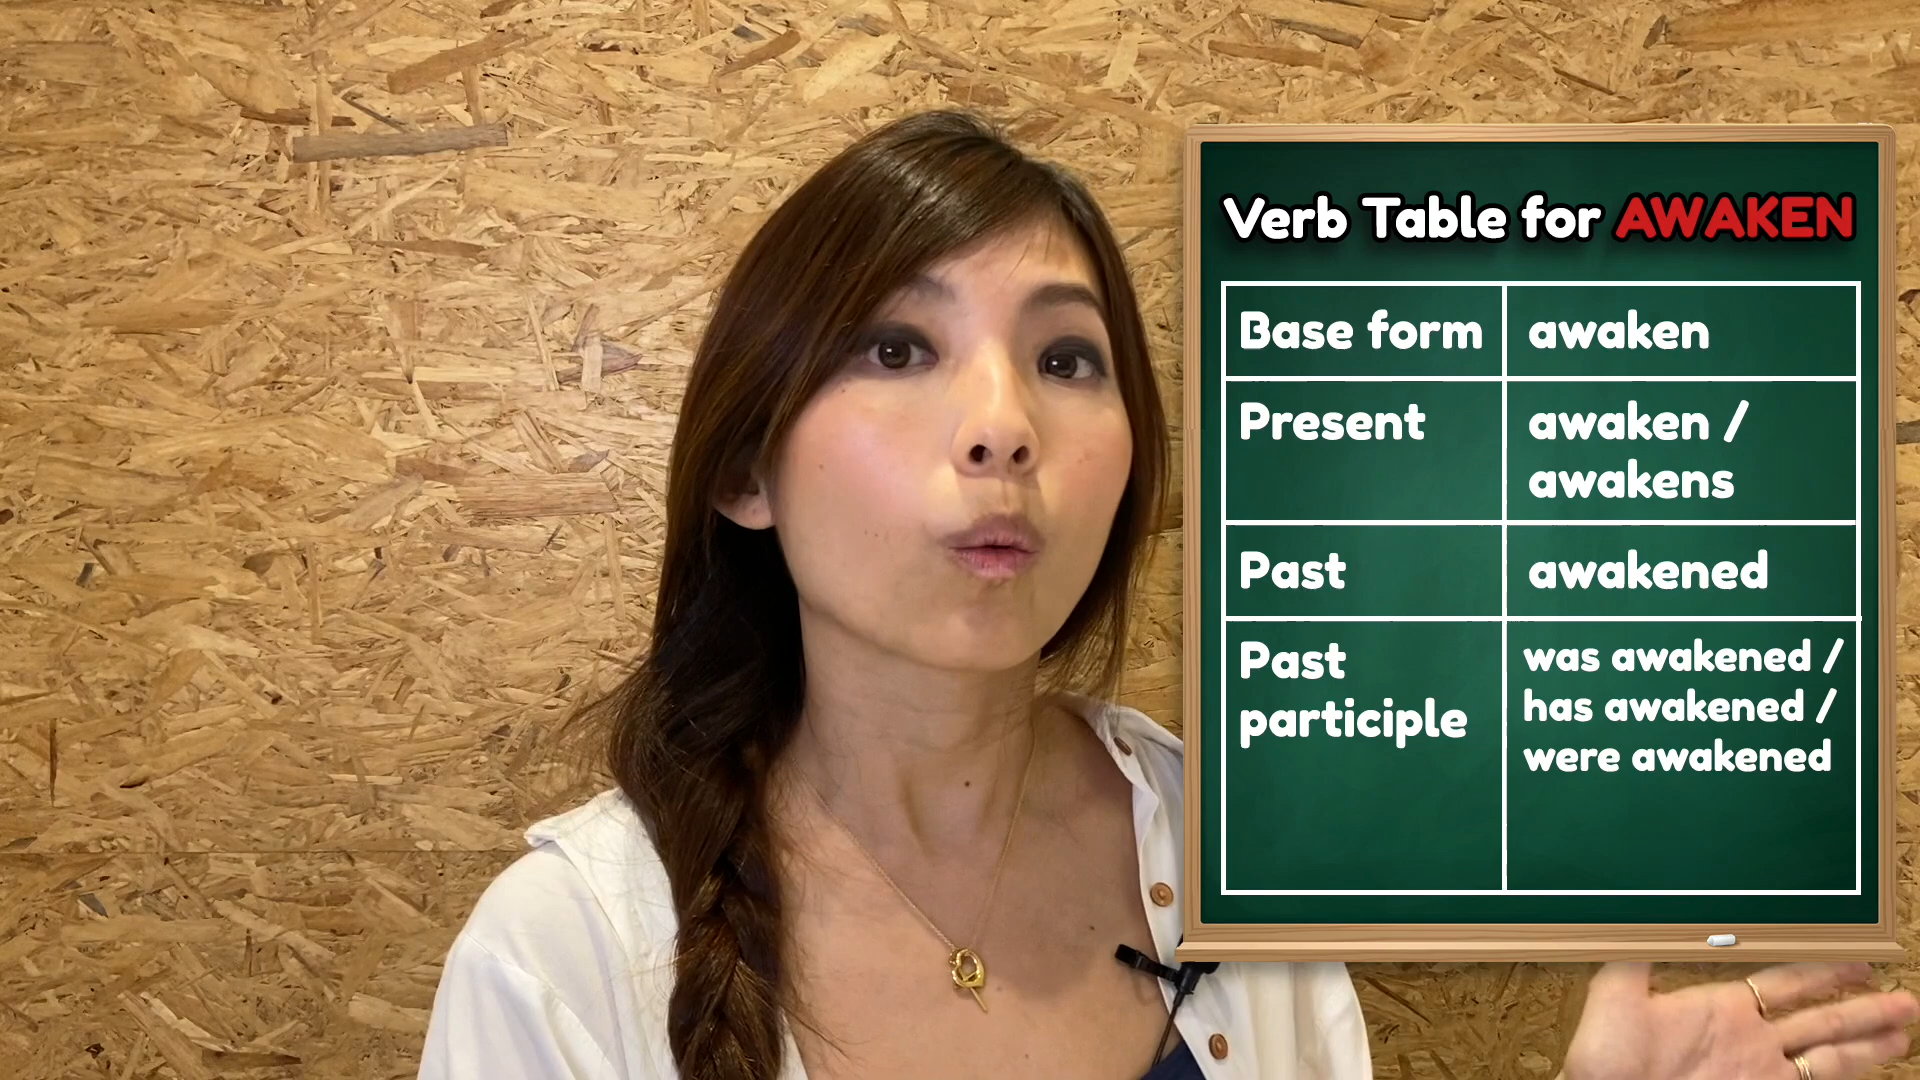 Verb Table for AWAKEN
Base form awaken
Present awaken /
awakens
Past awakened
Past participle was awakened /
has awakened /
were awakened